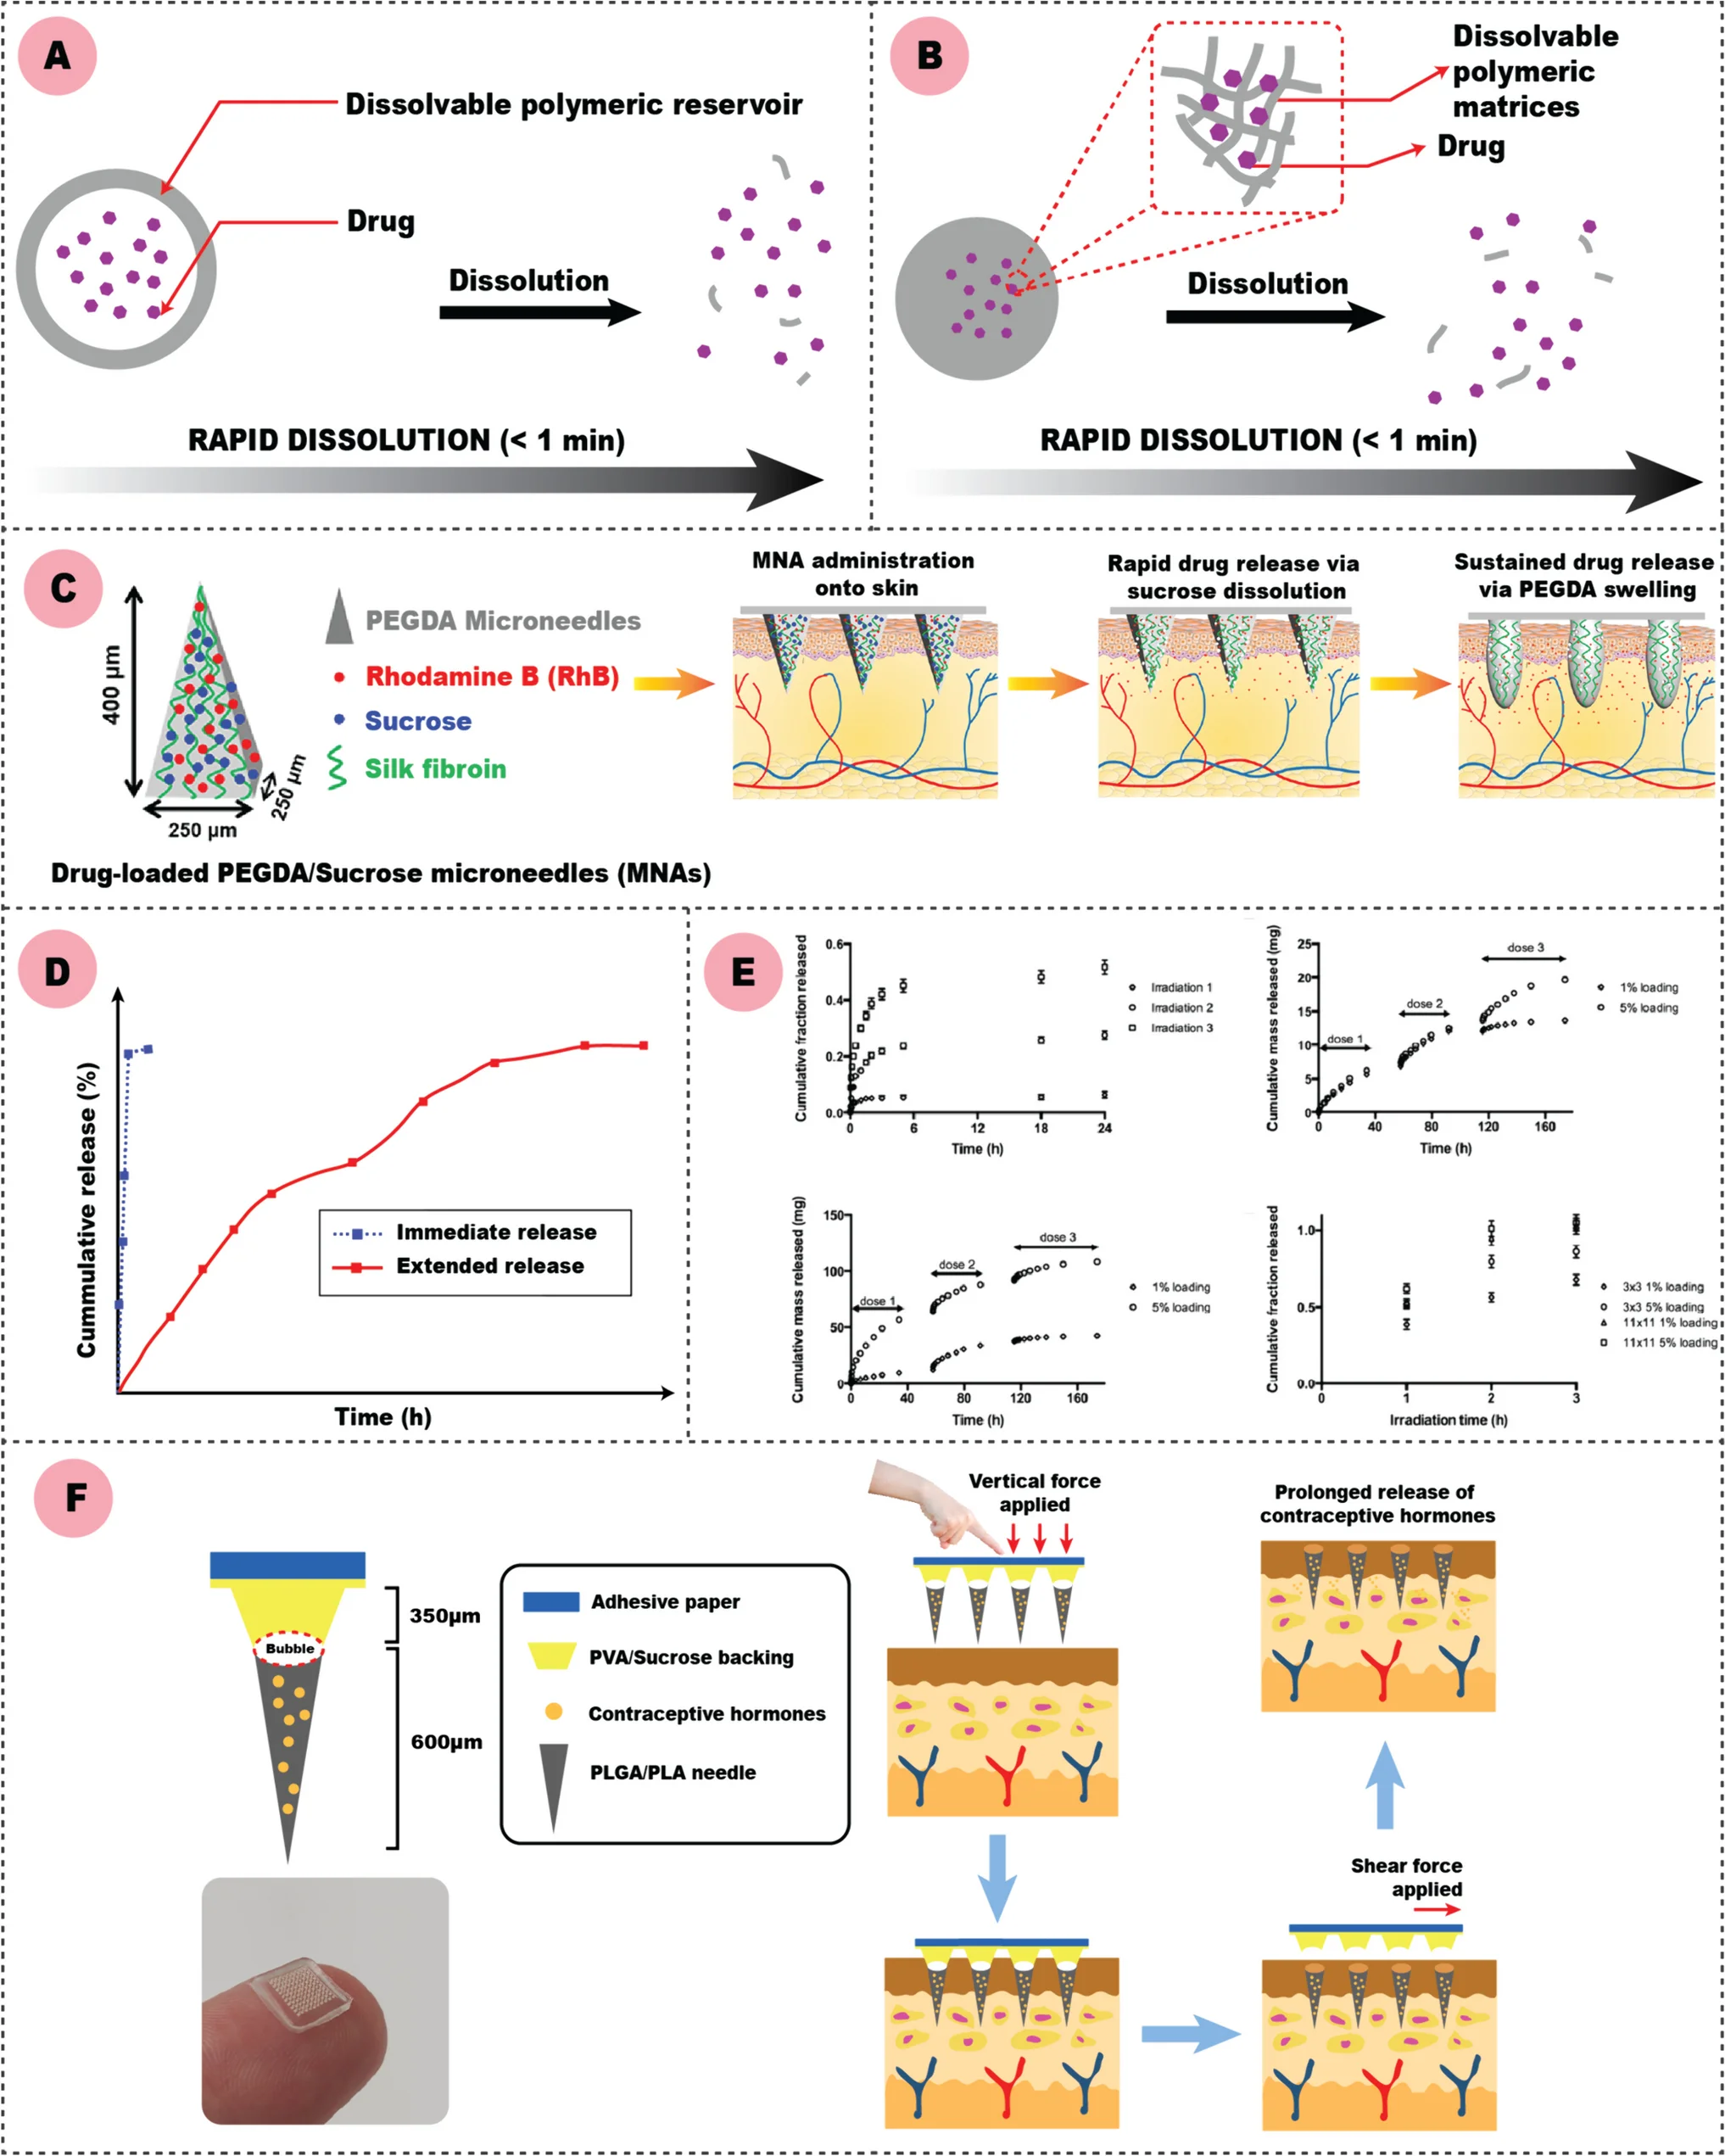 A
Dissolvable polymeric reservoir
Drug
Dissolution
RAPID DISSOLUTION (< 1 min)
B
Dissolvable
polymeric
matrices
Drug
Dissolution
RAPID DISSOLUTION (< 1 min)
C
400 µm
250 µm
250 µm
PEGDA Microneedles
Rhodamine B (RhB)
Sucrose
Silk fibroin
Drug-loaded PEGDA/Sucrose microneedles (MNAs)
MNA administration
onto skin
Rapid drug release via
sucrose dissolution
Sustained drug release
via PEGDA swelling
D
Cummulative release (%)
Immediate release
Extended release
Time (h)
E
Cumulative fraction released
0.6
0.4
0.2
0.0
0 6 12 18 24
Time (h)
Irradiation 1
Irradiation 2
Irradiation 3
Cumulative mass released (mg)
25
20
15
10
5
0
dose 1
dose 2
dose 3
0 40 80 120 160
Time (h)
1% loading
5% loading
Cumulative mass released (mg)
150
100
50
0
dose 1
dose 2
dose 3
0 40 80 120 160
Time (h)
1% loading
5% loading
Cumulative fraction released
1.0
0.5
0.0
0 1 2 3
Irradiation time (h)
3x3 1% loading
3x3 5% loading
11x11 1% loading
11x11 5% loading
F
Bubble
350µm
600µm
Adhesive paper
PVA/Sucrose backing
Contraceptive hormones
PLGA/PLA needle
Vertical force
applied
Shear force
applied
Prolonged release of
contraceptive hormones